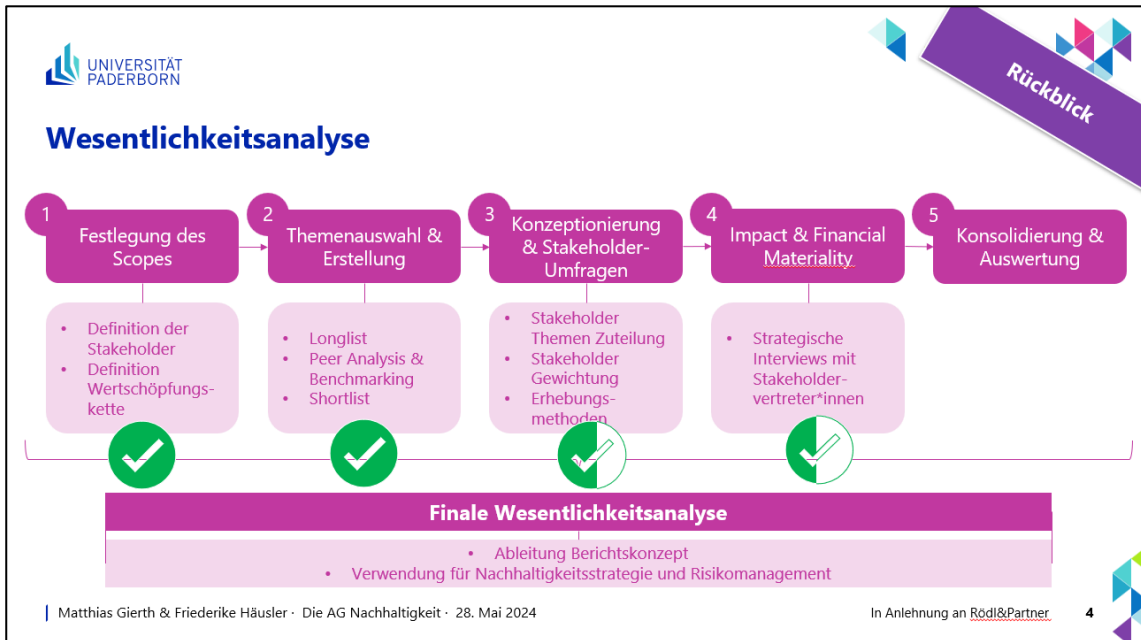 UNIVERSITÄT
PADERBORN
Rückblick
Wesentlichkeitsanalyse
1
Festlegung des
Scopes
2
Themenauswahl &
Erstellung
3
Konzeptionierung
& Stakeholder-
Umfragen
4
Impact & Financial
Materiality
5
Konsolidierung &
Auswertung
• Definition der
Stakeholder
• Definition
Wertschöpfungs-
kette
• Longlist
• Peer Analysis &
Benchmarking
• Shortlist
• Stakeholder
Themen Zuteilung
• Stakeholder
Gewichtung
• Erhebungs-
methoden
• Strategische
Interviews mit
Stakeholder-
vertreter*innen
Finale Wesentlichkeitsanalyse
• Ableitung Berichtskonzept
• Verwendung für Nachhaltigkeitsstrategie und Risikomanagement
Matthias Gierth & Friederike Häusler · Die AG Nachhaltigkeit · 28. Mai 2024
In Anlehnung an Rödl&Partner
4